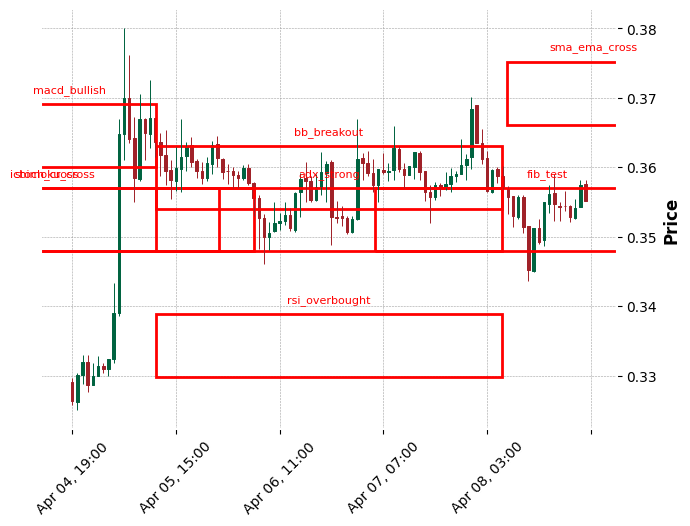 0.38
sma_ema_cross
0.37
macd_bullish
bb_breakout
0.36
adx_strong
fib_test
0.35
Price
0.34
rsi_overbought
0.33
Apr 04, 19:00
Apr 05, 15:00
Apr 06, 11:00
Apr 07, 07:00
Apr 08, 03:00